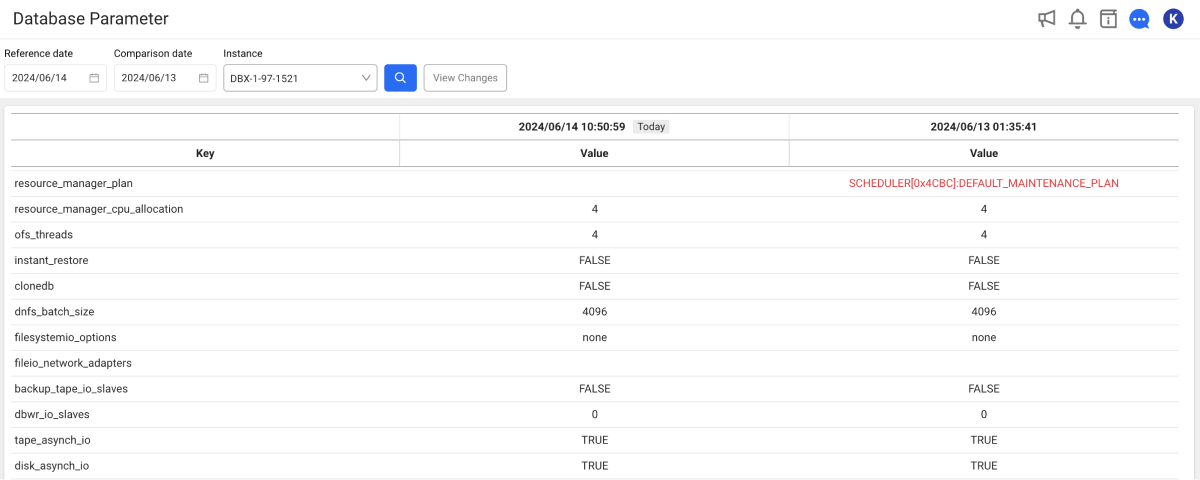 Database Parameter
K
Reference date Comparison date Instance
2024/06/14 2024/06/13 DBX-1-97-1521 View Changes
2024/06/14 10:50:59 Today 2024/06/13 01:35:41
Key Value Value
resource_manager_plan SCHEDULER[0x4CBC]:DEFAULT_MAINTENANCE_PLAN
resource_manager_cpu_allocation 4 4
ofs_threads 4 4
instant_restore FALSE FALSE
clonedb FALSE FALSE
dnfs_batch_size 4096 4096
filesystemio_options none none
fileio_network_adapters
backup_tape_io_slaves FALSE FALSE
dbwr_io_slaves 0 0
tape_asynch_io TRUE TRUE
disk_asynch_io TRUE TRUE